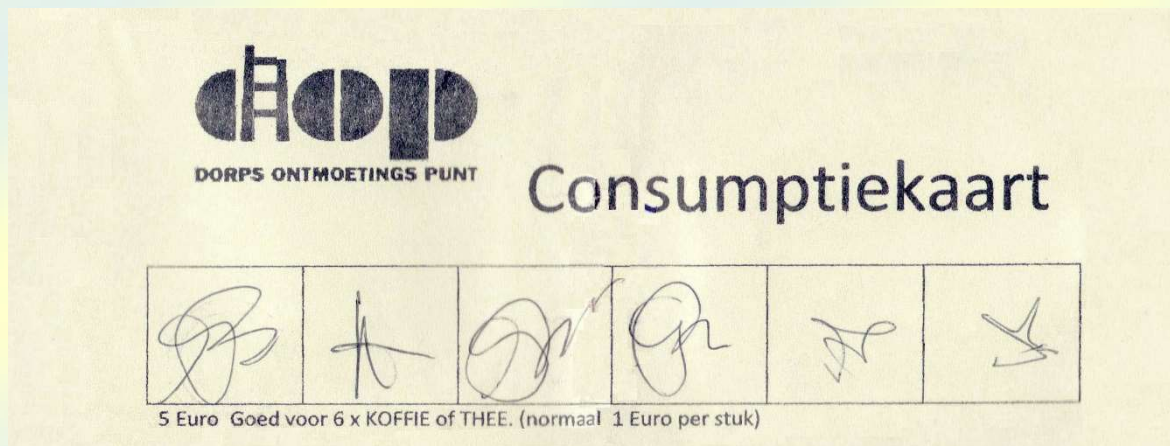 dop
DORPS ONTMOETINGS PUNT
Consumptiekaart
5 Euro Goed voor 6 x KOFFIE of THEE. (normaal 1 Euro per stuk)